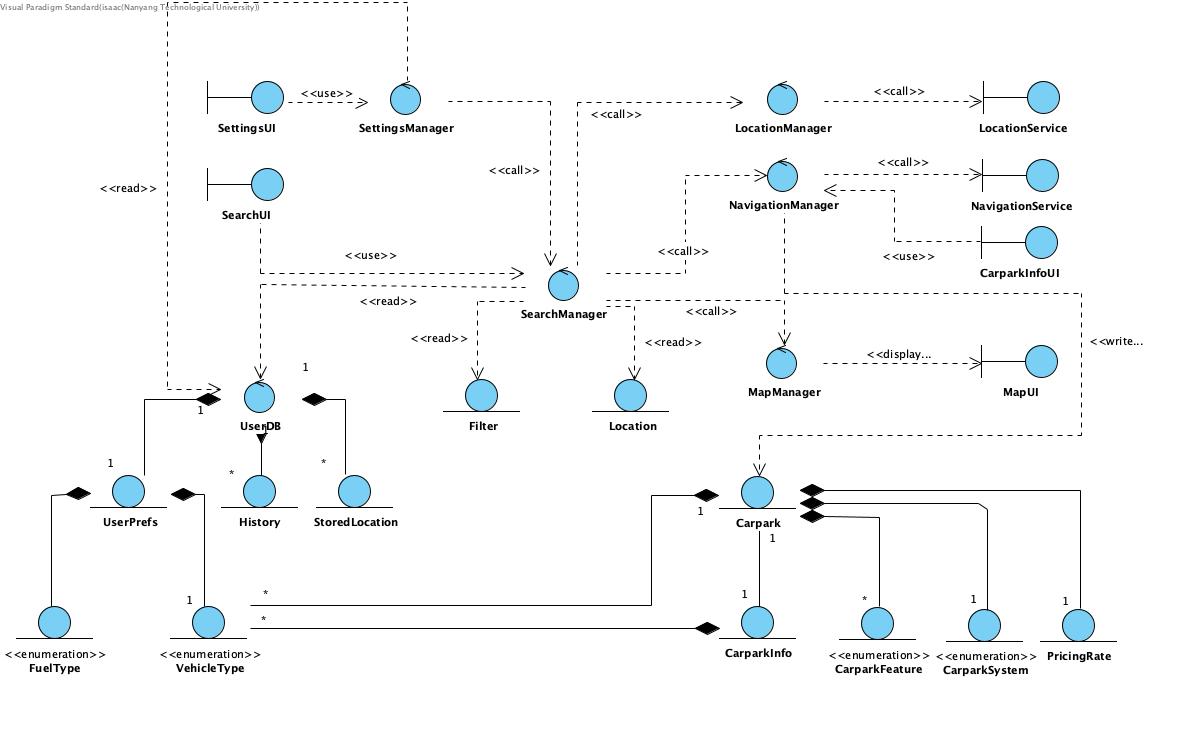 Visual Paradigm Standard(isaac(Nanyang Technological University))
<<use>>
SettingsUI
SettingsManager
<<call>>
LocationManager
<<call>>
LocationService
<<read>>
<<call>>
SearchUI
<<call>>
NavigationManager
NavigationService
<<use>>
<<call>>
<<use>>
CarparkInfoUI
<<read>>
SearchManager
<<call>>
<<read>>
<<read>>
<<write...
<<display...
MapManager
MapUI
1
1
UserDB
Filter
Location
1
*
*
UserPrefs
History
StoredLocation
1
Carpark
1
*
1
1
*
1
1
*
<<enumeration>>
FuelType
<<enumeration>>
VehicleType
CarparkInfo
<<enumeration>>
CarparkFeature
<<enumeration>>
CarparkSystem
PricingRate